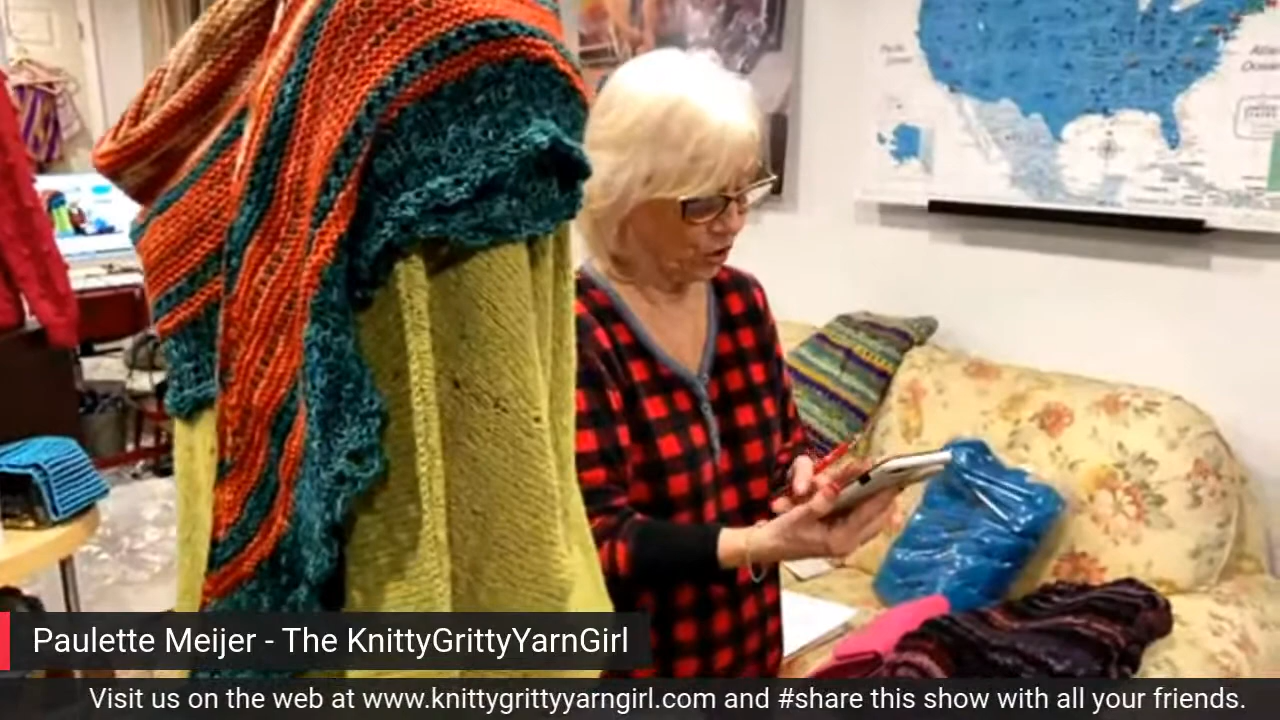 Paulette Meijer - The KnittyGrittyYarnGirl
Visit us on the web at www.knittygrittyyarngirl.com and #share this show with all your friends.